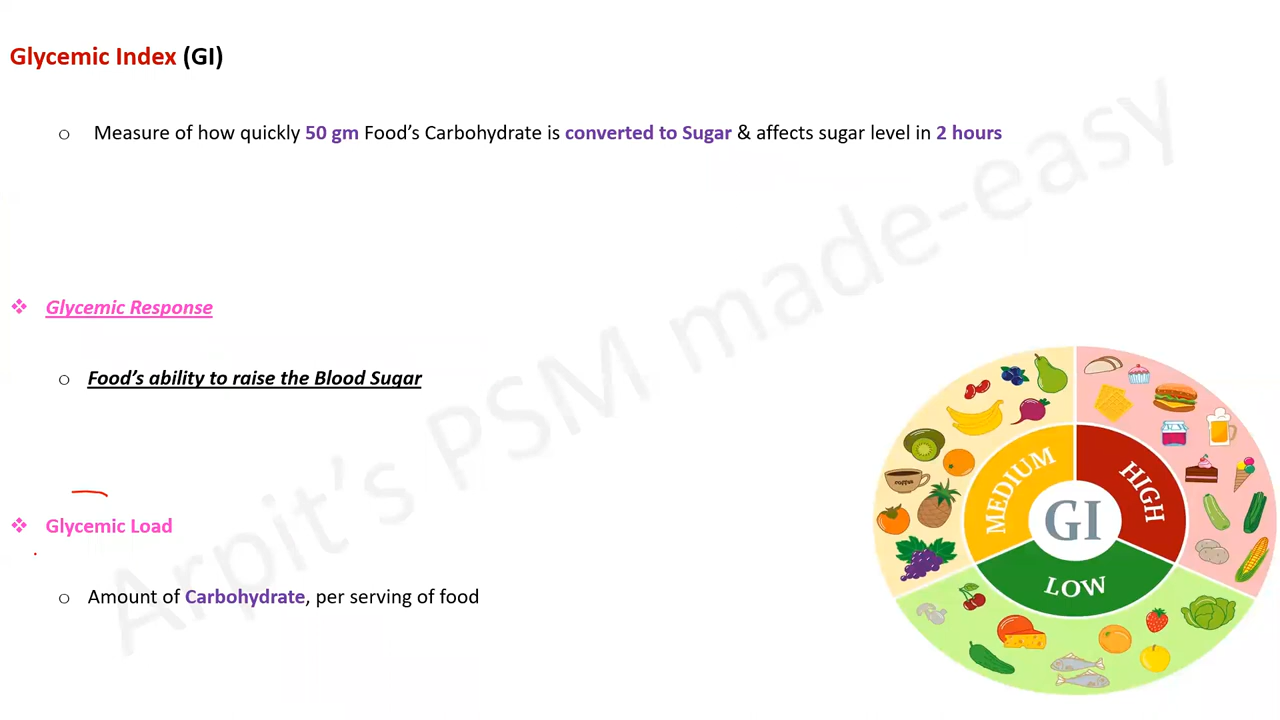 Glycemic Index (GI)
o Measure of how quickly 50 gm Food's Carbohydrate is converted to Sugar & affects sugar level in 2 hours
❖ Glycemic Response
o Food's ability to raise the Blood Sugar
❖ Glycemic Load
o Amount of Carbohydrate, per serving of food
Arpit's PSM made-easy
MEDIUM
HIGH
GI
LOW
COFFEE